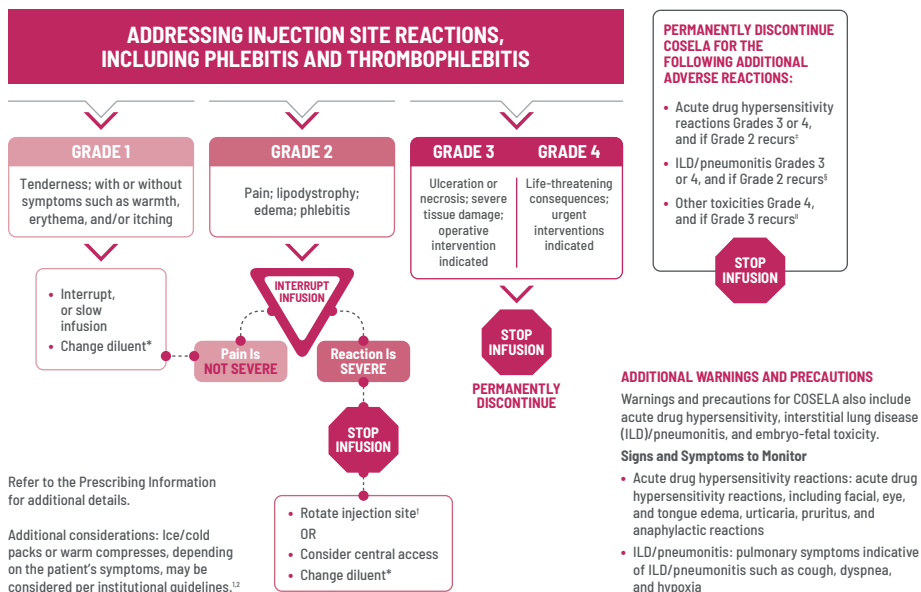 ADDRESSING INJECTION SITE REACTIONS,
INCLUDING PHLEBITIS AND THROMBOPHLEBITIS
GRADE 1
Tenderness; with or without
symptoms such as warmth,
erythema, and/or itching
• Interrupt,
or slow
infusion
• Change diluent*
GRADE 2
Pain; lipodystrophy;
edema; phlebitis
INTERRUPT
INFUSION
Pain Is
NOT SEVERE
Reaction Is
SEVERE
STOP
INFUSION
• Rotate injection site†
OR
• Consider central access
• Change diluent*
GRADE 3
Ulceration or
necrosis; severe
tissue damage;
operative
intervention
indicated
GRADE 4
Life-threatening
consequences;
urgent
interventions
indicated
STOP
INFUSION
PERMANENTLY
DISCONTINUE
Refer to the Prescribing Information
for additional details.
Additional considerations: Ice/cold
packs or warm compresses, depending
on the patient's symptoms, may be
considered per institutional guidelines.1,2
PERMANENTLY DISCONTINUE
COSELA FOR THE
FOLLOWING ADDITIONAL
ADVERSE REACTIONS:
• Acute drug hypersensitivity
reactions Grades 3 or 4,
and if Grade 2 recurs‡
• ILD/pneumonitis Grades 3
or 4, and if Grade 2 recurs§
• Other toxicities Grade 4,
and if Grade 3 recurs||
STOP
INFUSION
ADDITIONAL WARNINGS AND PRECAUTIONS
Warnings and precautions for COSELA also include
acute drug hypersensitivity, interstitial lung disease
(ILD)/pneumonitis, and embryo-fetal toxicity.
Signs and Symptoms to Monitor
• Acute drug hypersensitivity reactions: acute drug
hypersensitivity reactions, including facial, eye,
and tongue edema, urticaria, pruritus, and
anaphylactic reactions
• ILD/pneumonitis: pulmonary symptoms indicative
of ILD/pneumonitis such as cough, dyspnea,
and hypoxia